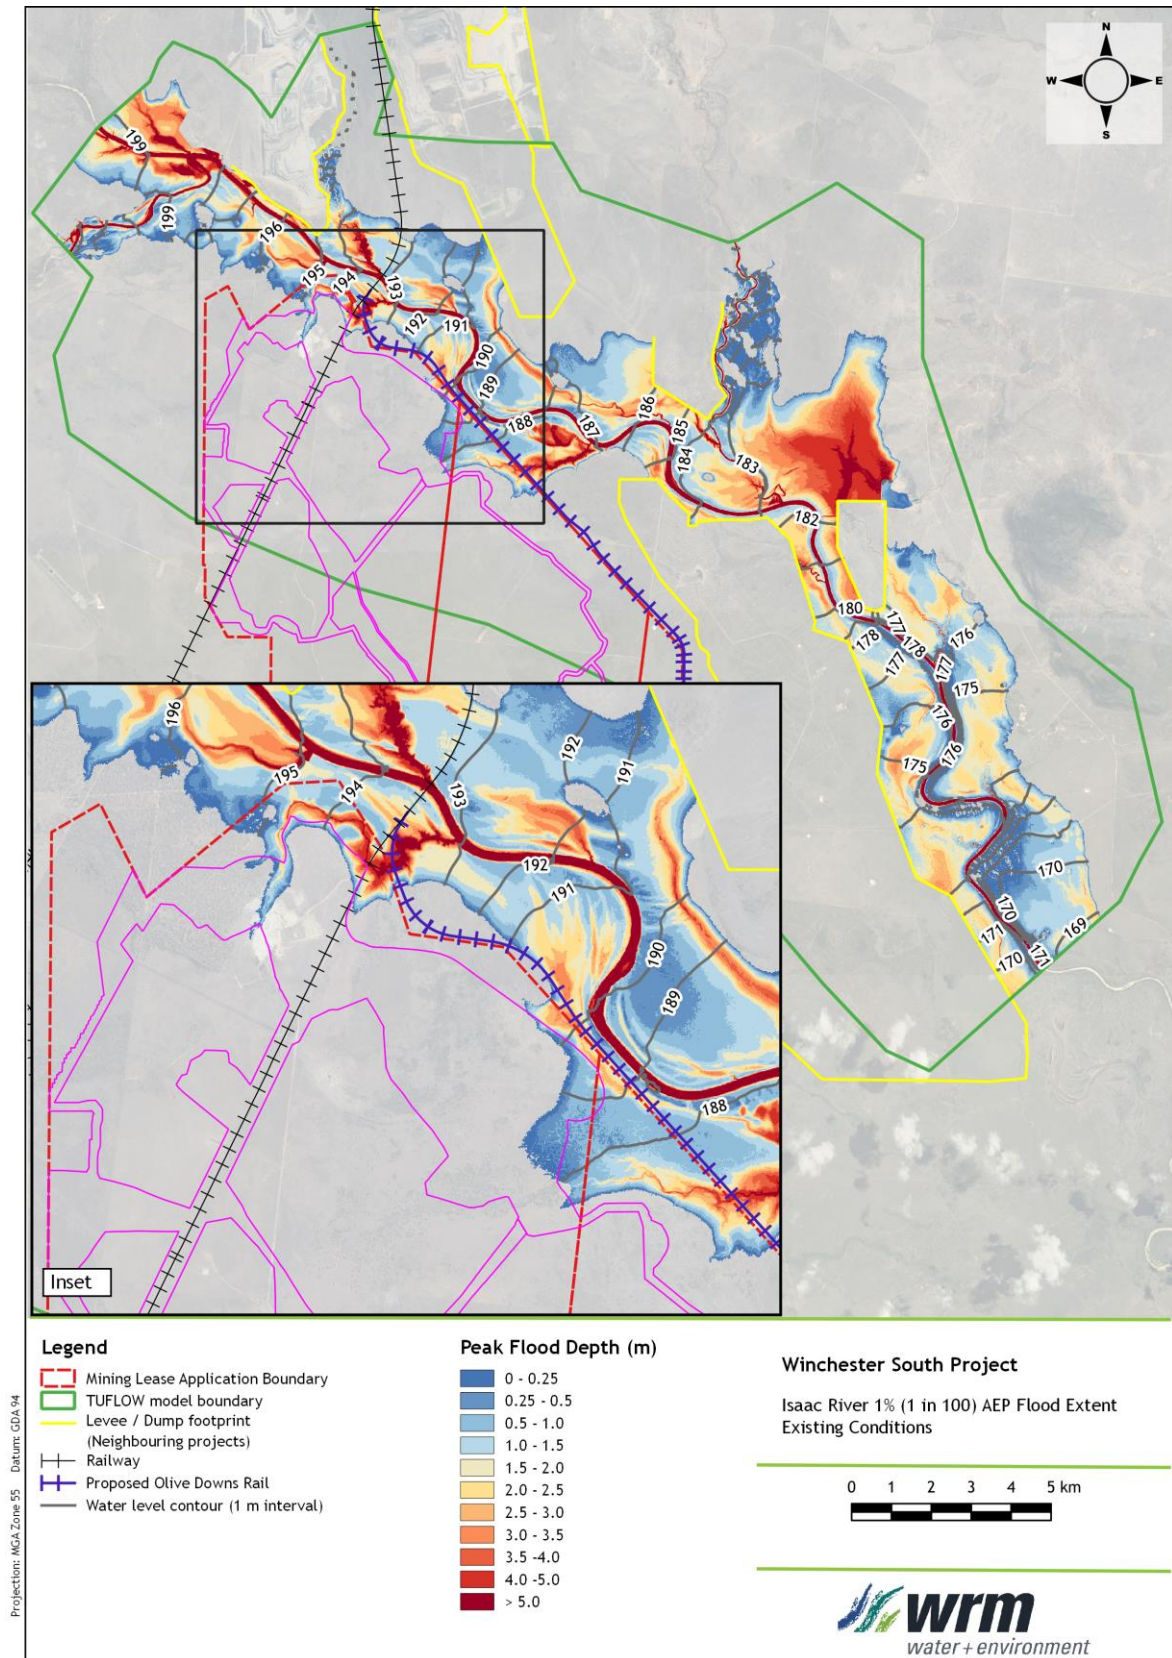 N
W E
S
199
199
196
195
194
193
192
191
190
189
188
187
186
185
184
183
182
180
178
177
178
177
177
176
175
176
176
175
170
170
171
170
171
169
196
195
194
193
192
191
192
191
190
189
188
Inset
Legend
Mining Lease Application Boundary
TUFLOW model boundary
Levee / Dump footprint
(Neighbouring projects)
Railway
Proposed Olive Downs Rail
Water level contour (1 m interval)
Peak Flood Depth (m)
0 - 0.25
0.25 - 0.5
0.5 - 1.0
1.0 - 1.5
1.5 - 2.0
2.0 - 2.5
2.5 - 3.0
3.0 - 3.5
3.5 -4.0
4.0 -5.0
> 5.0
Winchester South Project
Isaac River 1% (1 in 100) AEP Flood Extent
Existing Conditions
0 1 2 3 4 5 km
wrm
water + environment
Projection: MGA Zone 55 Datum: GDA 94